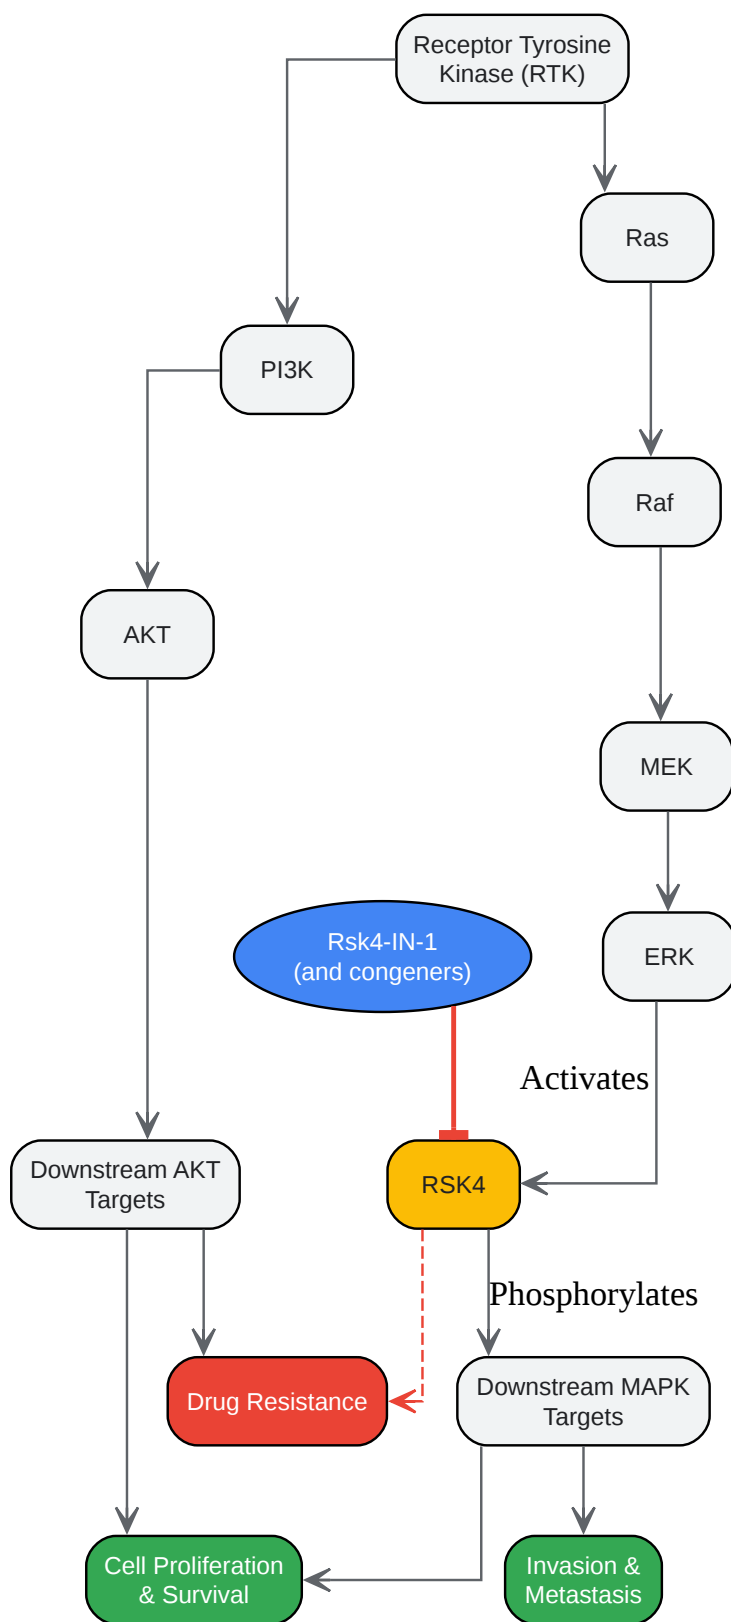 Receptor Tyrosine
Kinase (RTK)
Ras
PI3K
Raf
AKT
MEK
Rsk4-IN-1
(and congeners)
ERK
Activates
Downstream AKT
Targets
RSK4
Phosphorylates
Drug Resistance
Downstream MAPK
Targets
Cell Proliferation
& Survival
Invasion &
Metastasis